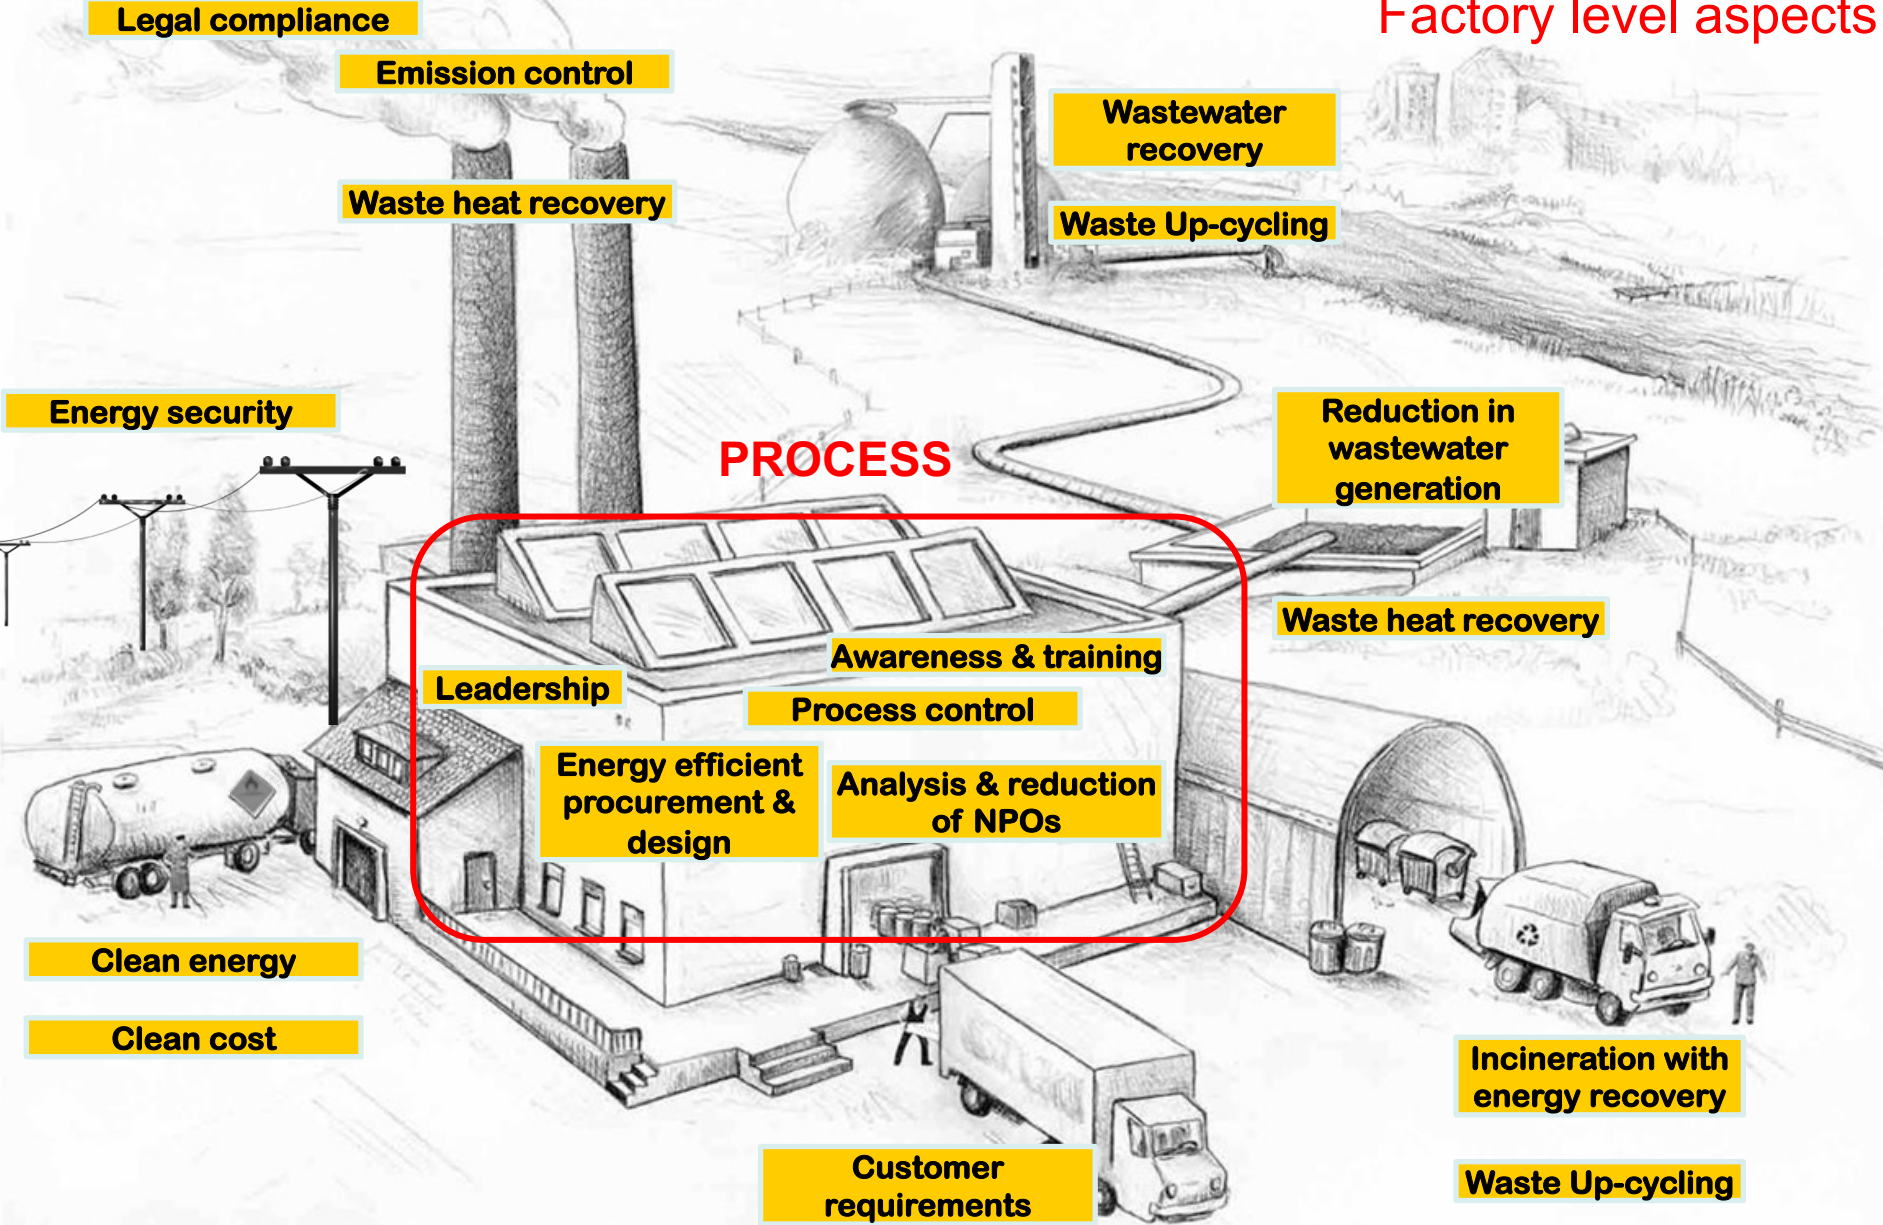 Legal compliance
Factory level aspects
Emission control
Wastewater
recovery
Waste heat recovery
Waste Up-cycling
Energy security
Reduction in
wastewater
generation
PROCESS
Waste heat recovery
Awareness & training
Leadership
Process control
Energy efficient
procurement &
design
Analysis & reduction
of NPOs
Clean energy
Clean cost
Incineration with
energy recovery
Customer
requirements
Waste Up-cycling